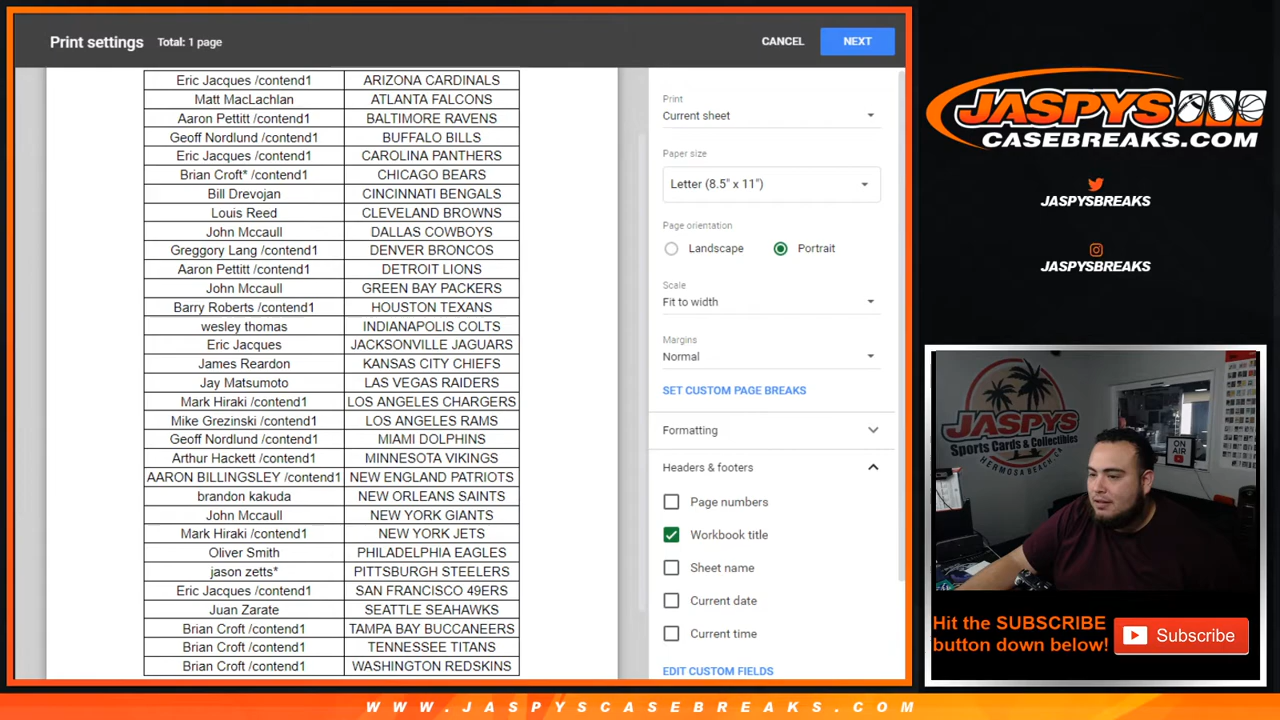 Print settings Total: 1 page CANCEL NEXT
Eric Jacques /contend1 ARIZONA CARDINALS
Matt MacLachlan ATLANTA FALCONS
Aaron Pettitt /contend1 BALTIMORE RAVENS
Geoff Nordlund /contend1 BUFFALO BILLS
Eric Jacques /contend1 CAROLINA PANTHERS
Brian Croft* /contend1 CHICAGO BEARS
Bill Drevojan CINCINNATI BENGALS
Louis Reed CLEVELAND BROWNS
John Mccaull DALLAS COWBOYS
Greggory Lang /contend1 DENVER BRONCOS
Aaron Pettitt /contend1 DETROIT LIONS
John Mccaull GREEN BAY PACKERS
Barry Roberts /contend1 HOUSTON TEXANS
wesley thomas INDIANAPOLIS COLTS
Eric Jacques JACKSONVILLE JAGUARS
James Reardon KANSAS CITY CHIEFS
Jay Matsumoto LAS VEGAS RAIDERS
Mark Hiraki /contend1 LOS ANGELES CHARGERS
Mike Grezinski /contend1 LOS ANGELES RAMS
Geoff Nordlund /contend1 MIAMI DOLPHINS
Arthur Hackett /contend1 MINNESOTA VIKINGS
AARON BILLINGSLEY /contend1 NEW ENGLAND PATRIOTS
brandon kakuda NEW ORLEANS SAINTS
John Mccaull NEW YORK GIANTS
Mark Hiraki /contend1 NEW YORK JETS
Oliver Smith PHILADELPHIA EAGLES
jason zetts* PITTSBURGH STEELERS
Eric Jacques /contend1 SAN FRANCISCO 49ERS
Juan Zarate SEATTLE SEAHAWKS
Brian Croft /contend1 TAMPA BAY BUCCANEERS
Brian Croft /contend1 TENNESSEE TITANS
Brian Croft /contend1 WASHINGTON REDSKINS
Print
Current sheet
Paper size
Letter (8.5" x 11")
Page orientation
Landscape Portrait
Scale
Fit to width
Margins
Normal
SET CUSTOM PAGE BREAKS
Formatting
Headers & footers
Page numbers
Workbook title
Sheet name
Current date
Current time
EDIT CUSTOM FIELDS
JASPYS
CASEBREAKS.COM
JASPYSBREAKS
JASPYSBREAKS
JASPYS
Sports Cards & Collectibles
HERMOSA BEACH, CA
ON
AIR
Hit the SUBSCRIBE
button down below!
Subscribe
WWW.JASPYSCASEBREAKS.COM